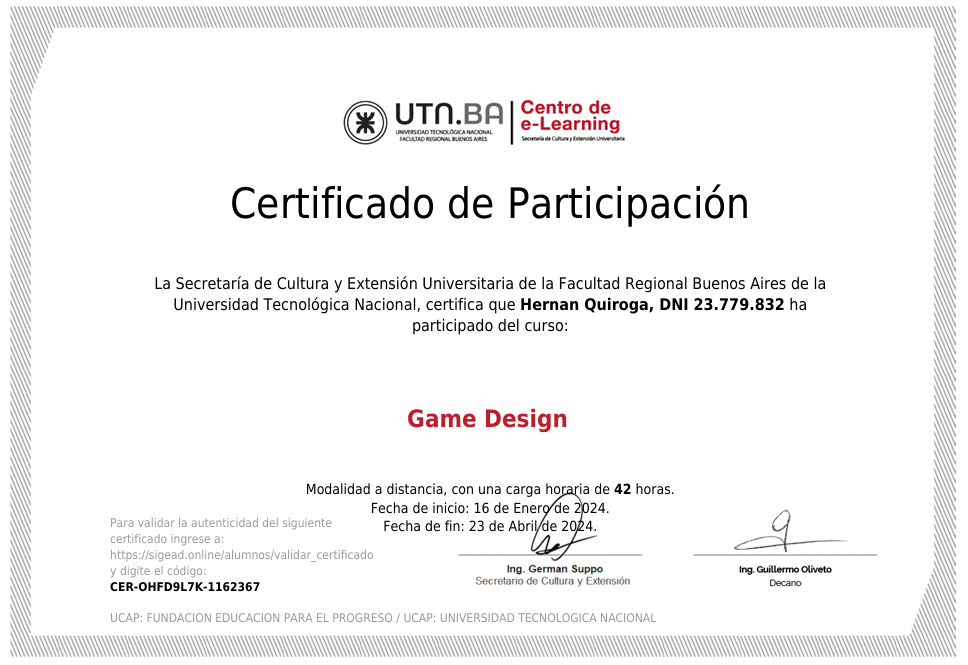 UTN.BA
UNIVERSIDAD TECNOLÓGICA NACIONAL
FACULTAD REGIONAL BUENOS AIRES
Centro de
e-Learning
Secretaría de Cultura y Extensión Universitaria
Certificado de Participación
La Secretaría de Cultura y Extensión Universitaria de la Facultad Regional Buenos Aires de la
Universidad Tecnológica Nacional, certifica que Hernan Quiroga, DNI 23.779.832 ha
participado del curso:
Game Design
Modalidad a distancia, con una carga horaria de 42 horas.
Fecha de inicio: 16 de Enero de 2024.
Fecha de fin: 23 de Abril de 2024.
Para validar la autenticidad del siguiente
certificado ingrese a:
https://sigead.online/alumnos/validar_certificado
y digite el código:
CER-OHFD9L7K-1162367
Ing. German Suppo
Secretario de Cultura y Extensión
Ing. Guillermo Oliveto
Decano
UCAP: FUNDACION EDUCACION PARA EL PROGRESO / UCAP: UNIVERSIDAD TECNOLOGICA NACIONAL